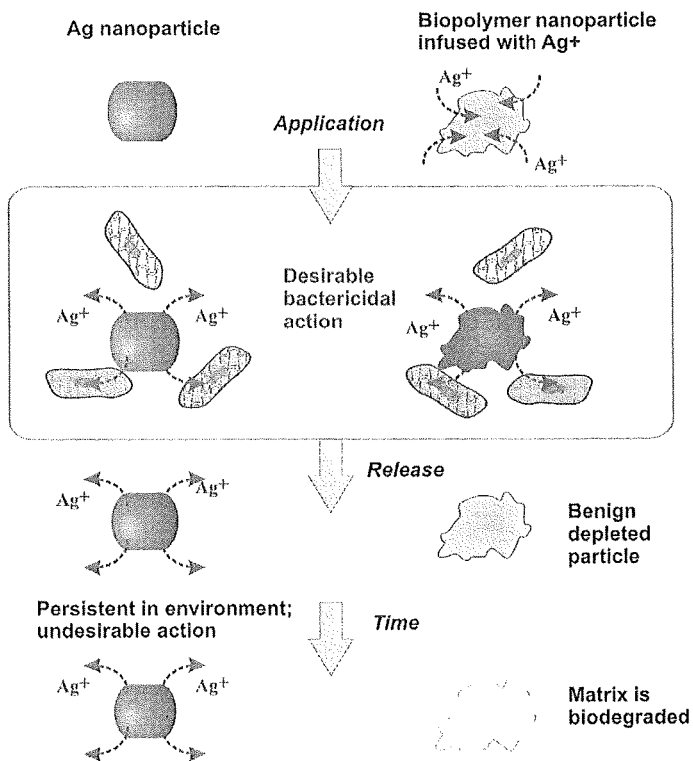 Ag nanoparticle
Biopolymer nanoparticle
infused with Ag+
Ag+
Ag+
Application
Desirable
bactericidal
action
Ag+
Ag+
Ag+
Ag+
Release
Ag+
Ag+
Benign
depleted
particle
Persistent in environment;
undesirable action
Time
Ag+
Ag+
Matrix is
biodegraded